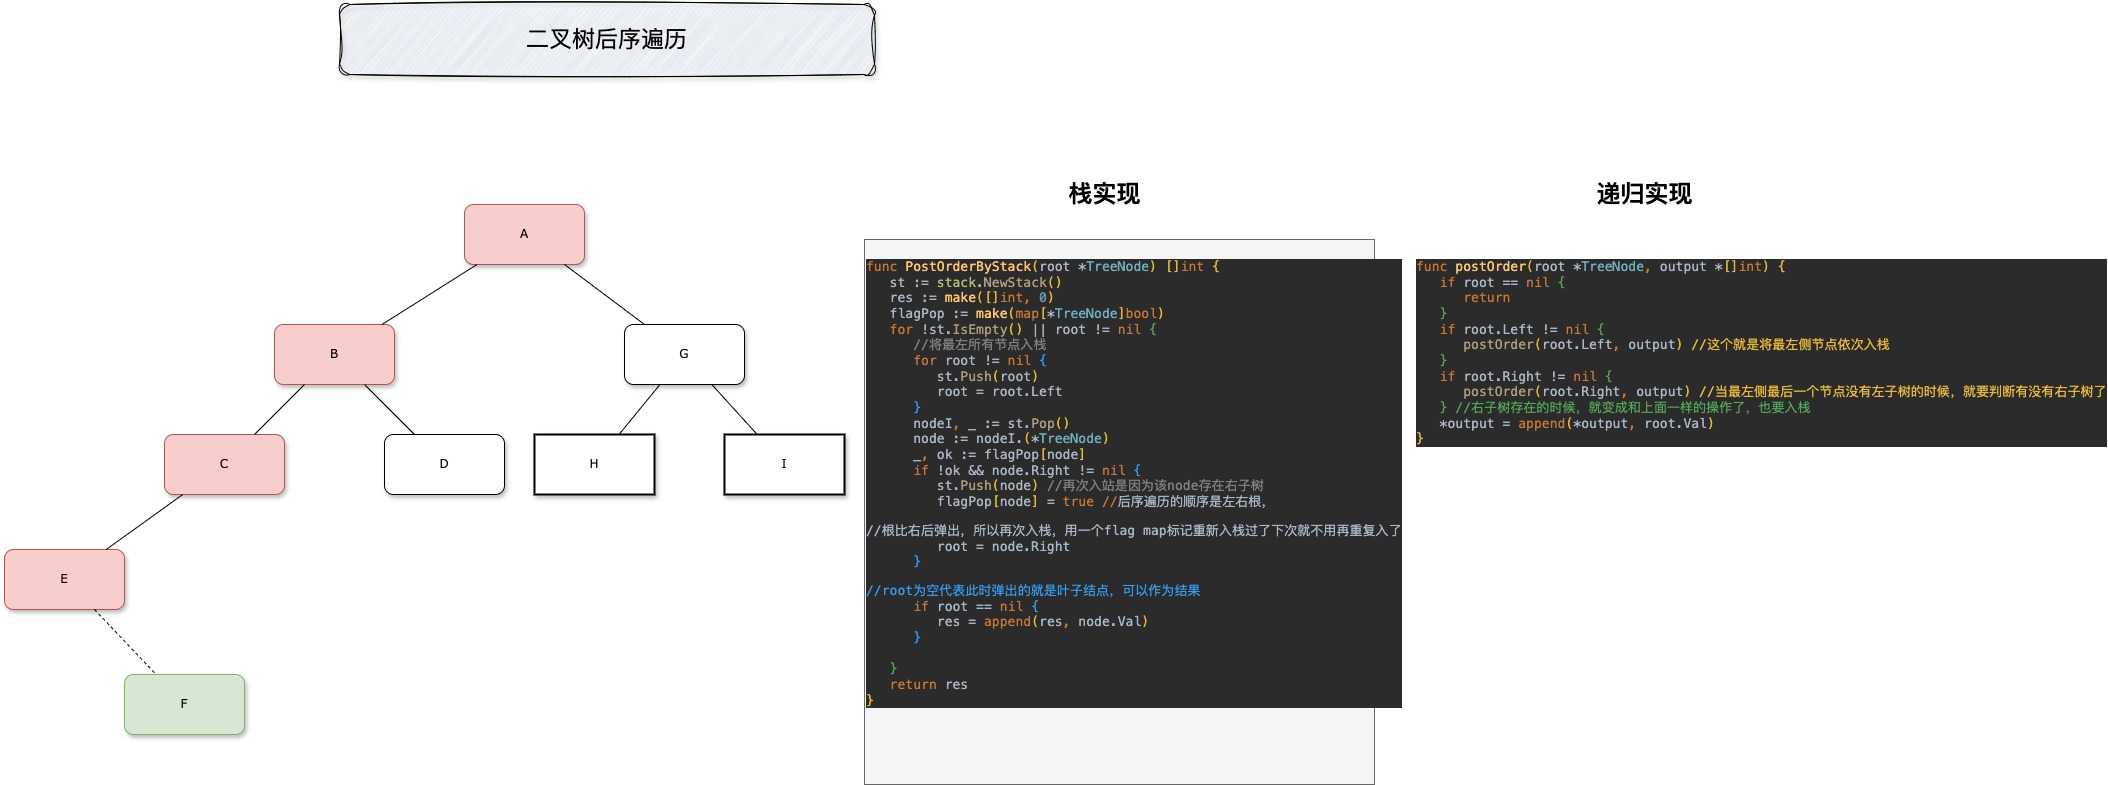 二叉树后序遍历
A
B
G
C
D
H
I
E
F
栈实现
func PostOrderByStack(root *TreeNode) []int {
   st := stack.NewStack()
   res := make([]int, 0)
   flagPop := make(map[*TreeNode]bool)
   for !st.IsEmpty() || root != nil {
      //将最左所有节点入栈
      for root != nil {
         st.Push(root)
         root = root.Left
      }
      nodeI, _ := st.Pop()
      node := nodeI.(*TreeNode)
      _, ok := flagPop[node]
      if !ok && node.Right != nil {
         st.Push(node) //再次入站是因为该node存在右子树
         flagPop[node] = true //后序遍历的顺序是左右根，
//根比右后弹出，所以再次入栈，用一个flag map标记重新入栈过了下次就不用再重复入了
         root = node.Right
      }
//root为空代表此时弹出的就是叶子结点，可以作为结果
      if root == nil {
         res = append(res, node.Val)
      }
   }
   return res
}
递归实现
func postOrder(root *TreeNode, output *[]int) {
   if root == nil {
      return
   }
   if root.Left != nil {
      postOrder(root.Left, output) //这个就是将最左侧节点依次入栈
   }
   if root.Right != nil {
      postOrder(root.Right, output) //当最左侧最后一个节点没有左子树的时候，就要判断有没有右子树了
   } //右子树存在的时候，就变成和上面一样的操作了，也要入栈
   *output = append(*output, root.Val)
}